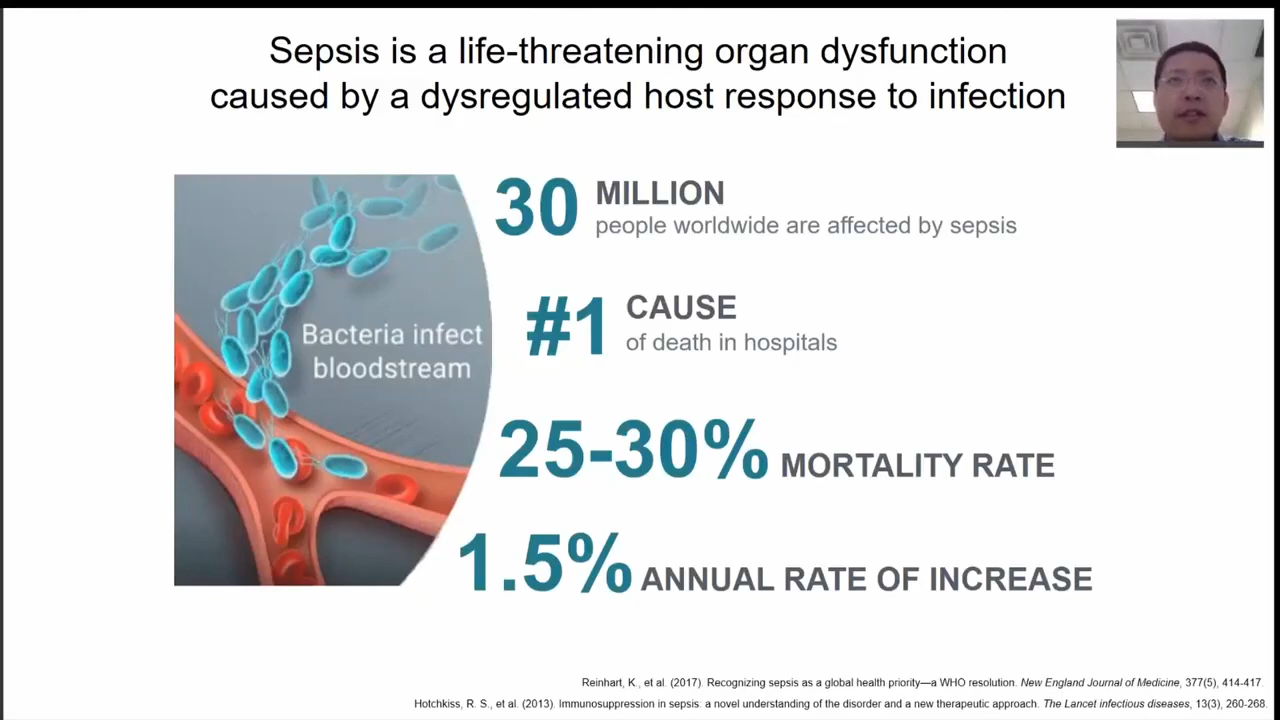 Sepsis is a life-threatening organ dysfunction
caused by a dysregulated host response to infection
Bacteria infect
bloodstream
30 MILLION
people worldwide are affected by sepsis
#1 CAUSE
of death in hospitals
25-30% MORTALITY RATE
1.5% ANNUAL RATE OF INCREASE
Reinhart, K., et al. (2017). Recognizing sepsis as a global health priority—a WHO resolution. New England Journal of Medicine, 377(5), 414-417.
Hotchkiss, R. S., et al. (2013). Immunosuppression in sepsis: a novel understanding of the disorder and a new therapeutic approach. The Lancet infectious diseases, 13(3), 260-268.